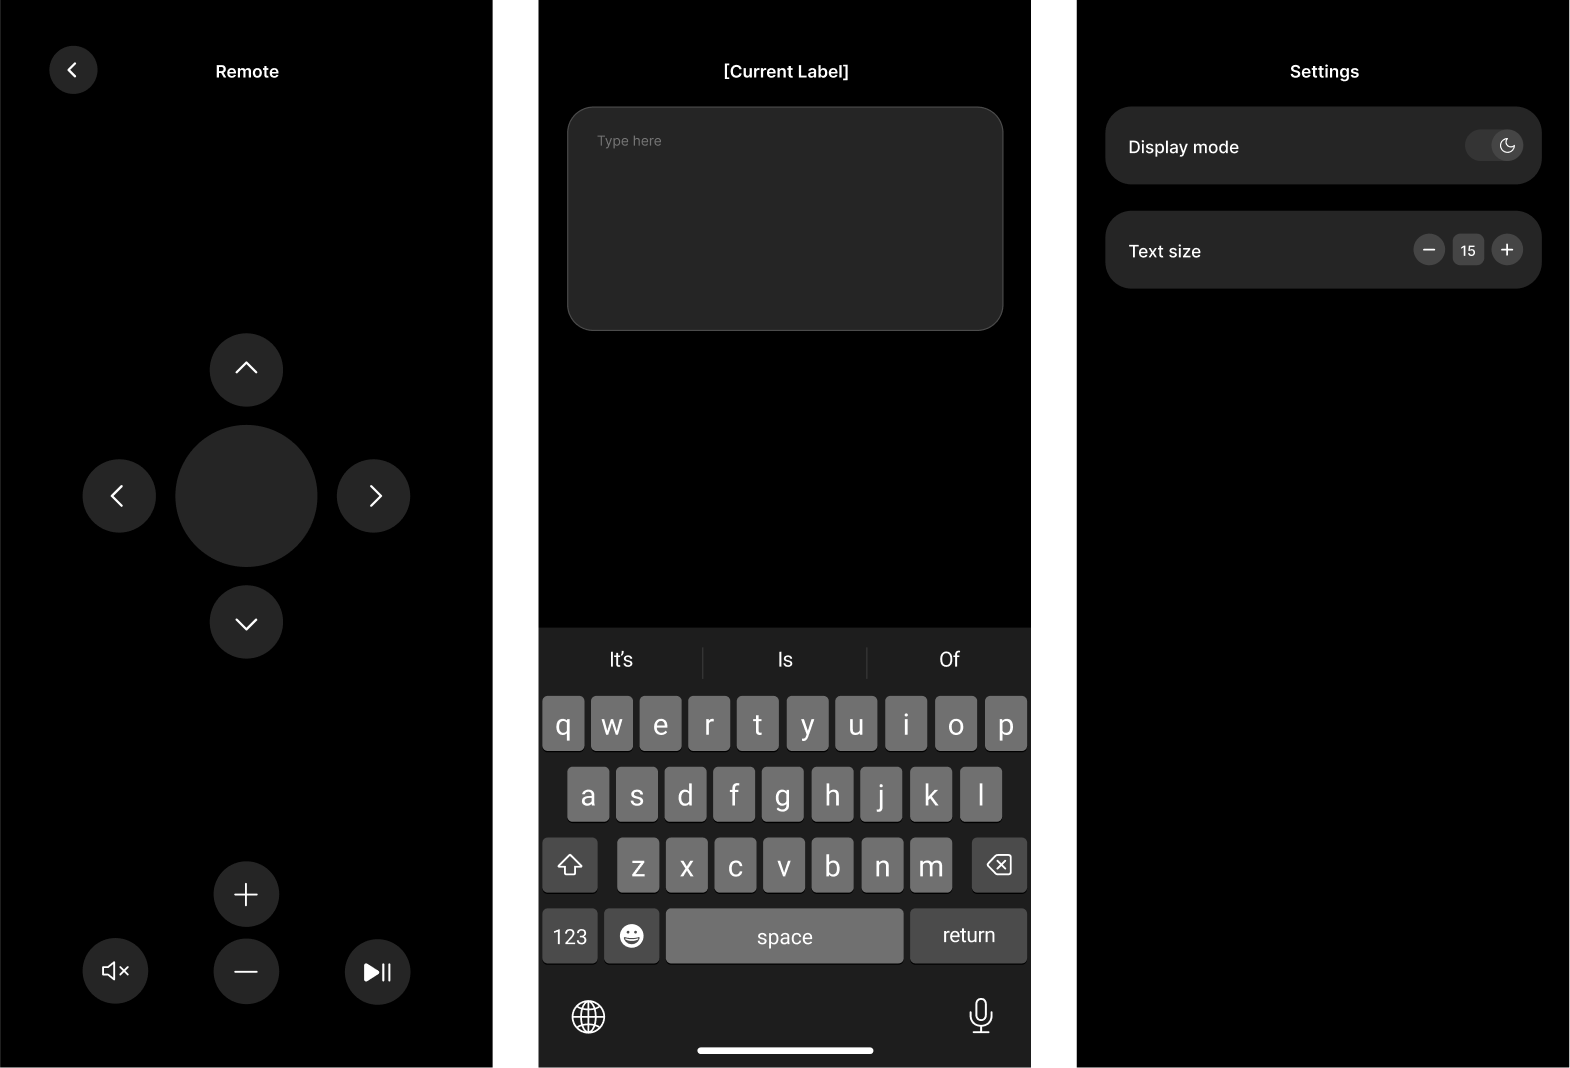 Remote
[Current Label]
Type here
It's Is Of
q w e r t y u i o p
a s d f g h j k l
z x c v b n m
123 space return
Settings
Display mode
Text size 15